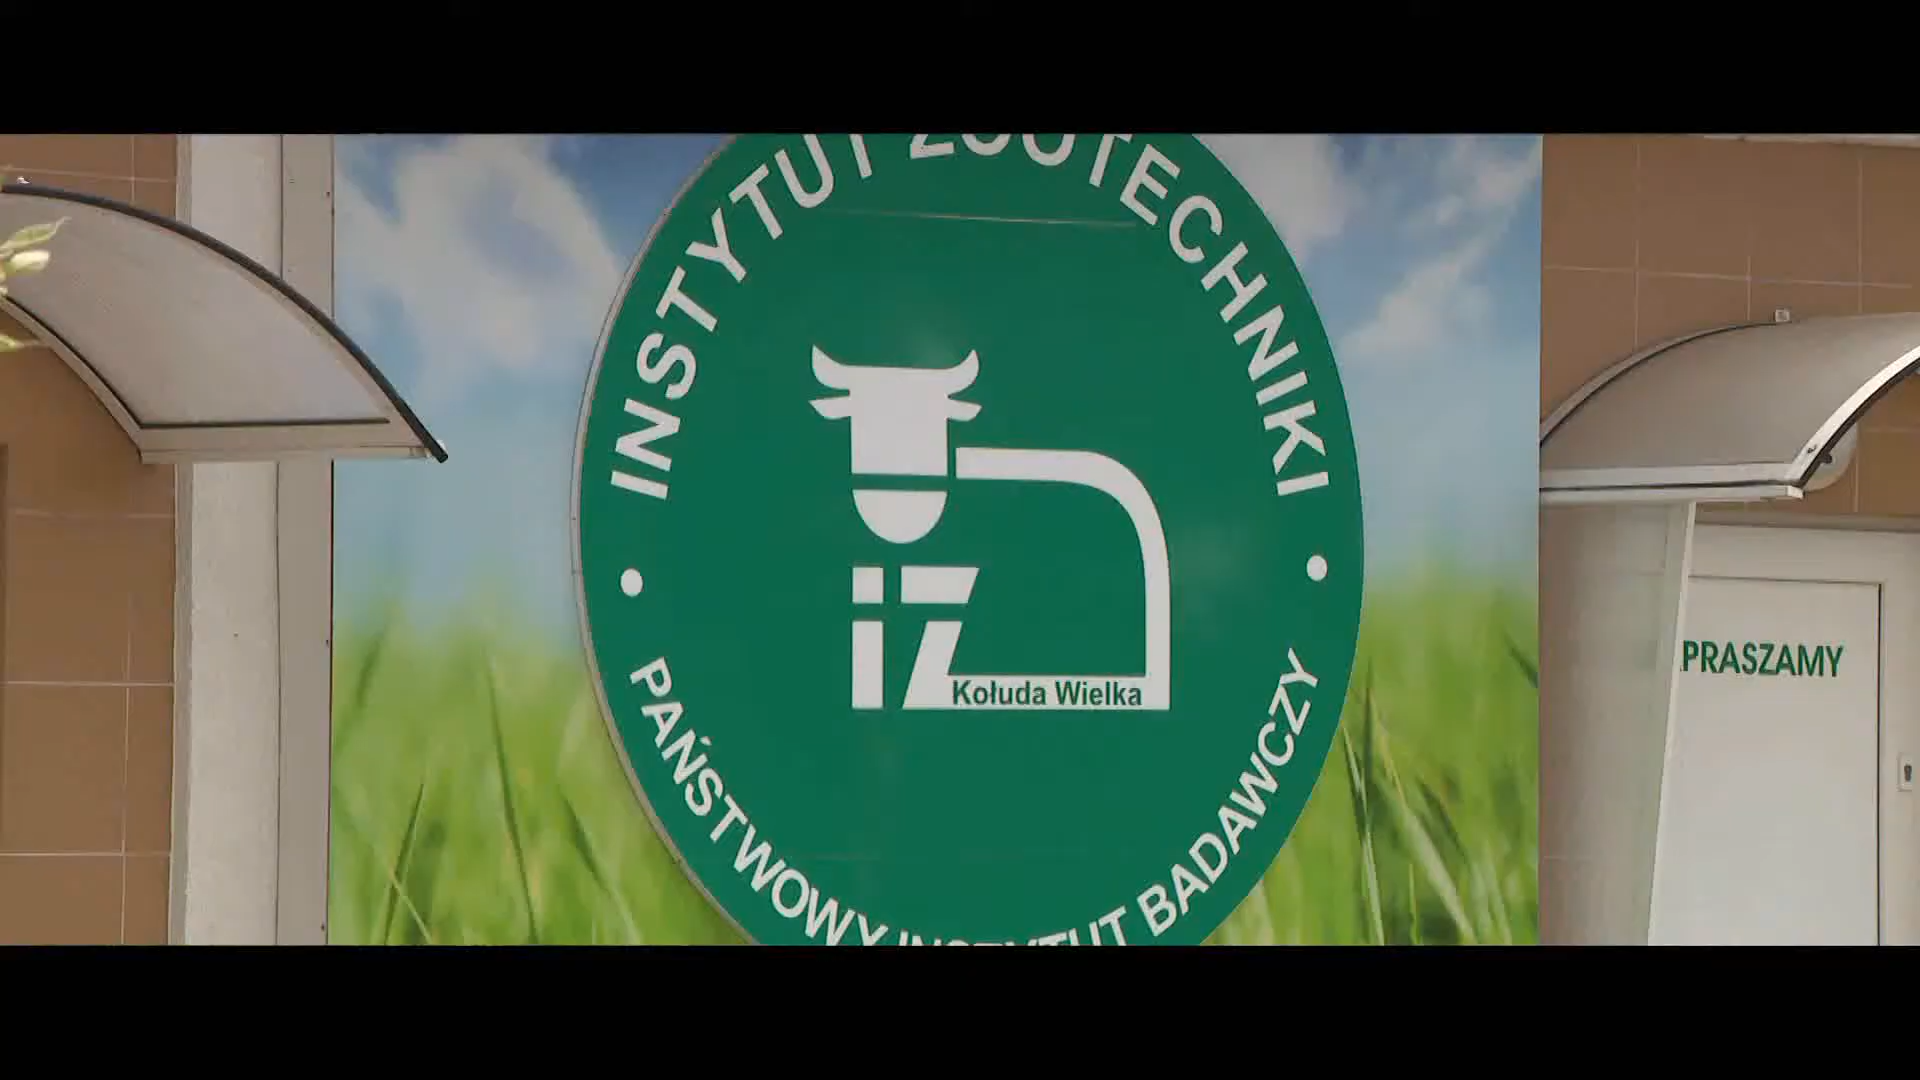 INSTYTUT ZOOTECHNIKI
iZ
Kołuda Wielka
PAŃSTWOWY INSTYTUT BADAWCZY
PRASZAMY